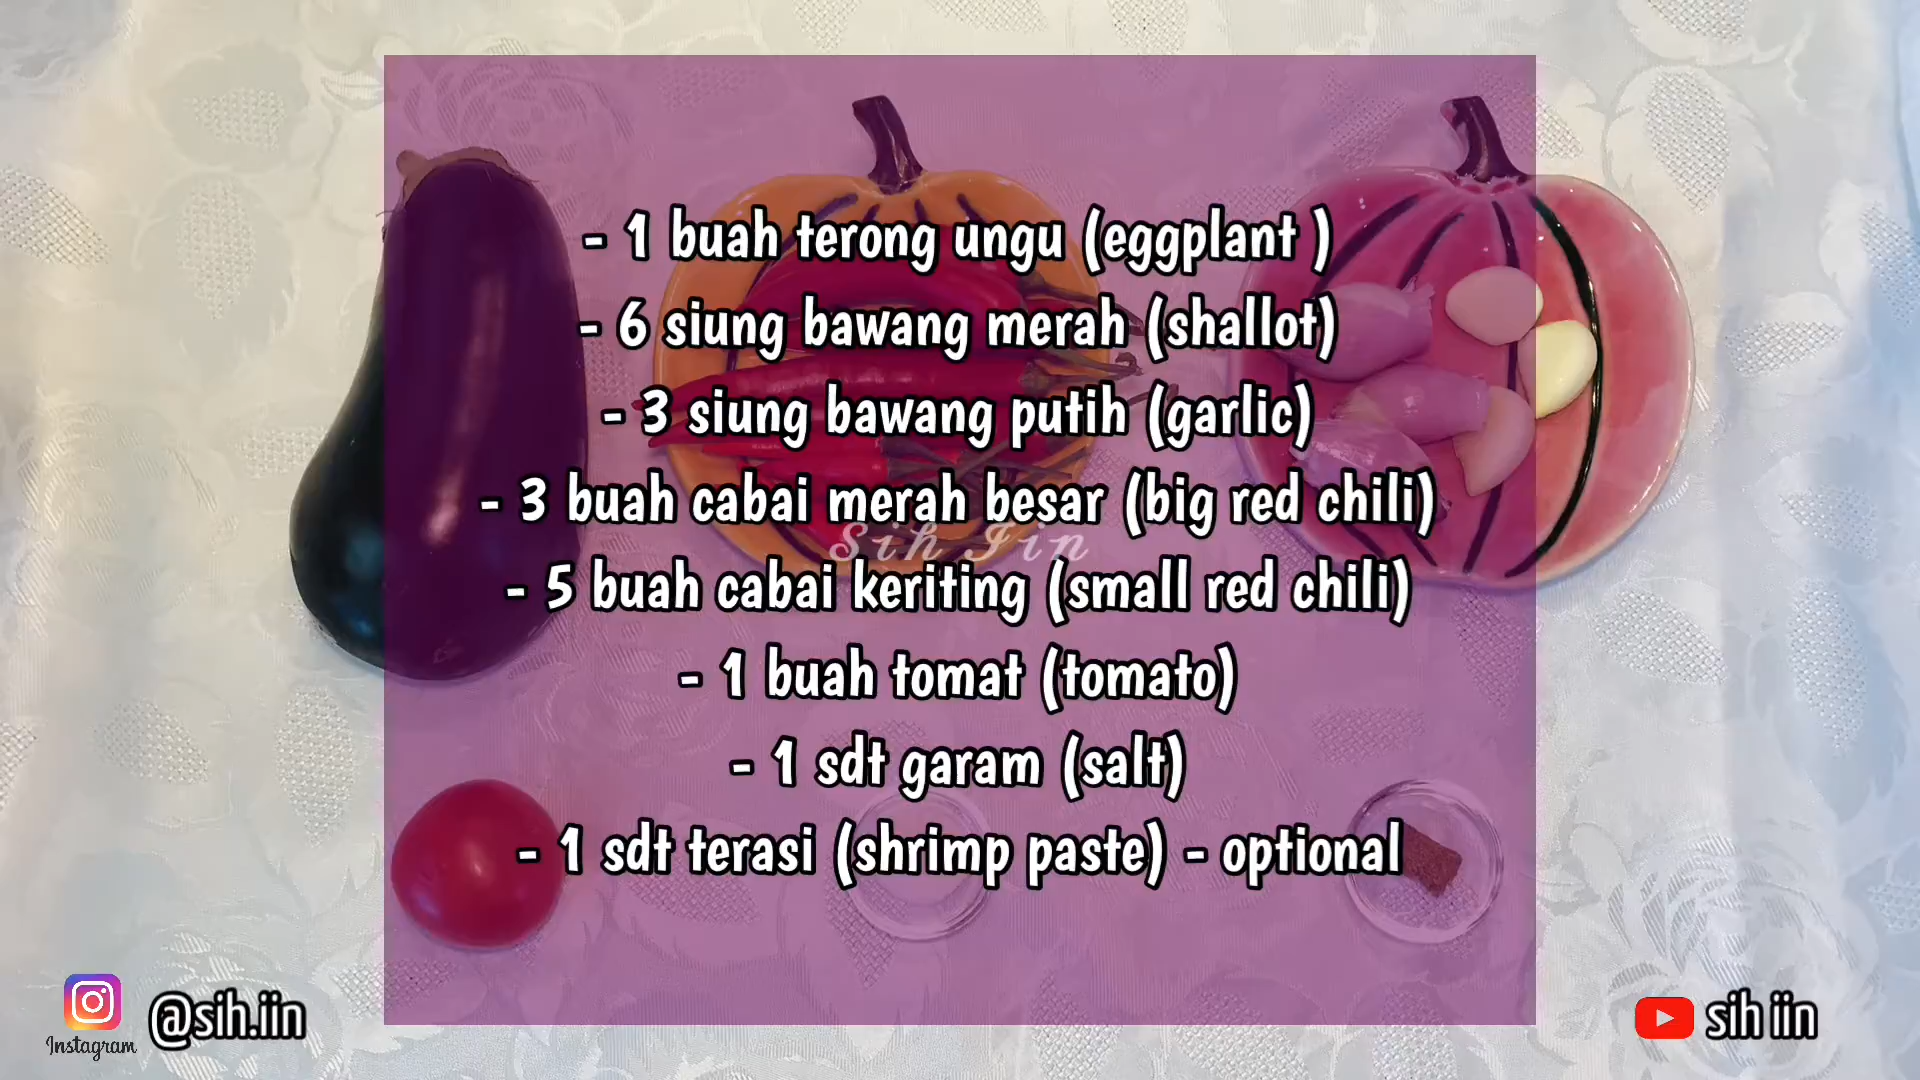 - 1 buah terong ungu (eggplant )
- 6 siung bawang merah (shallot)
- 3 siung bawang putih (garlic)
- 3 buah cabai merah besar (big red chili)
Sih Iin
- 5 buah cabai keriting (small red chili)
- 1 buah tomat (tomato)
- 1 sdt garam (salt)
- 1 sdt terasi (shrimp paste) - optional
@sih.iin
Instagram
sih iin